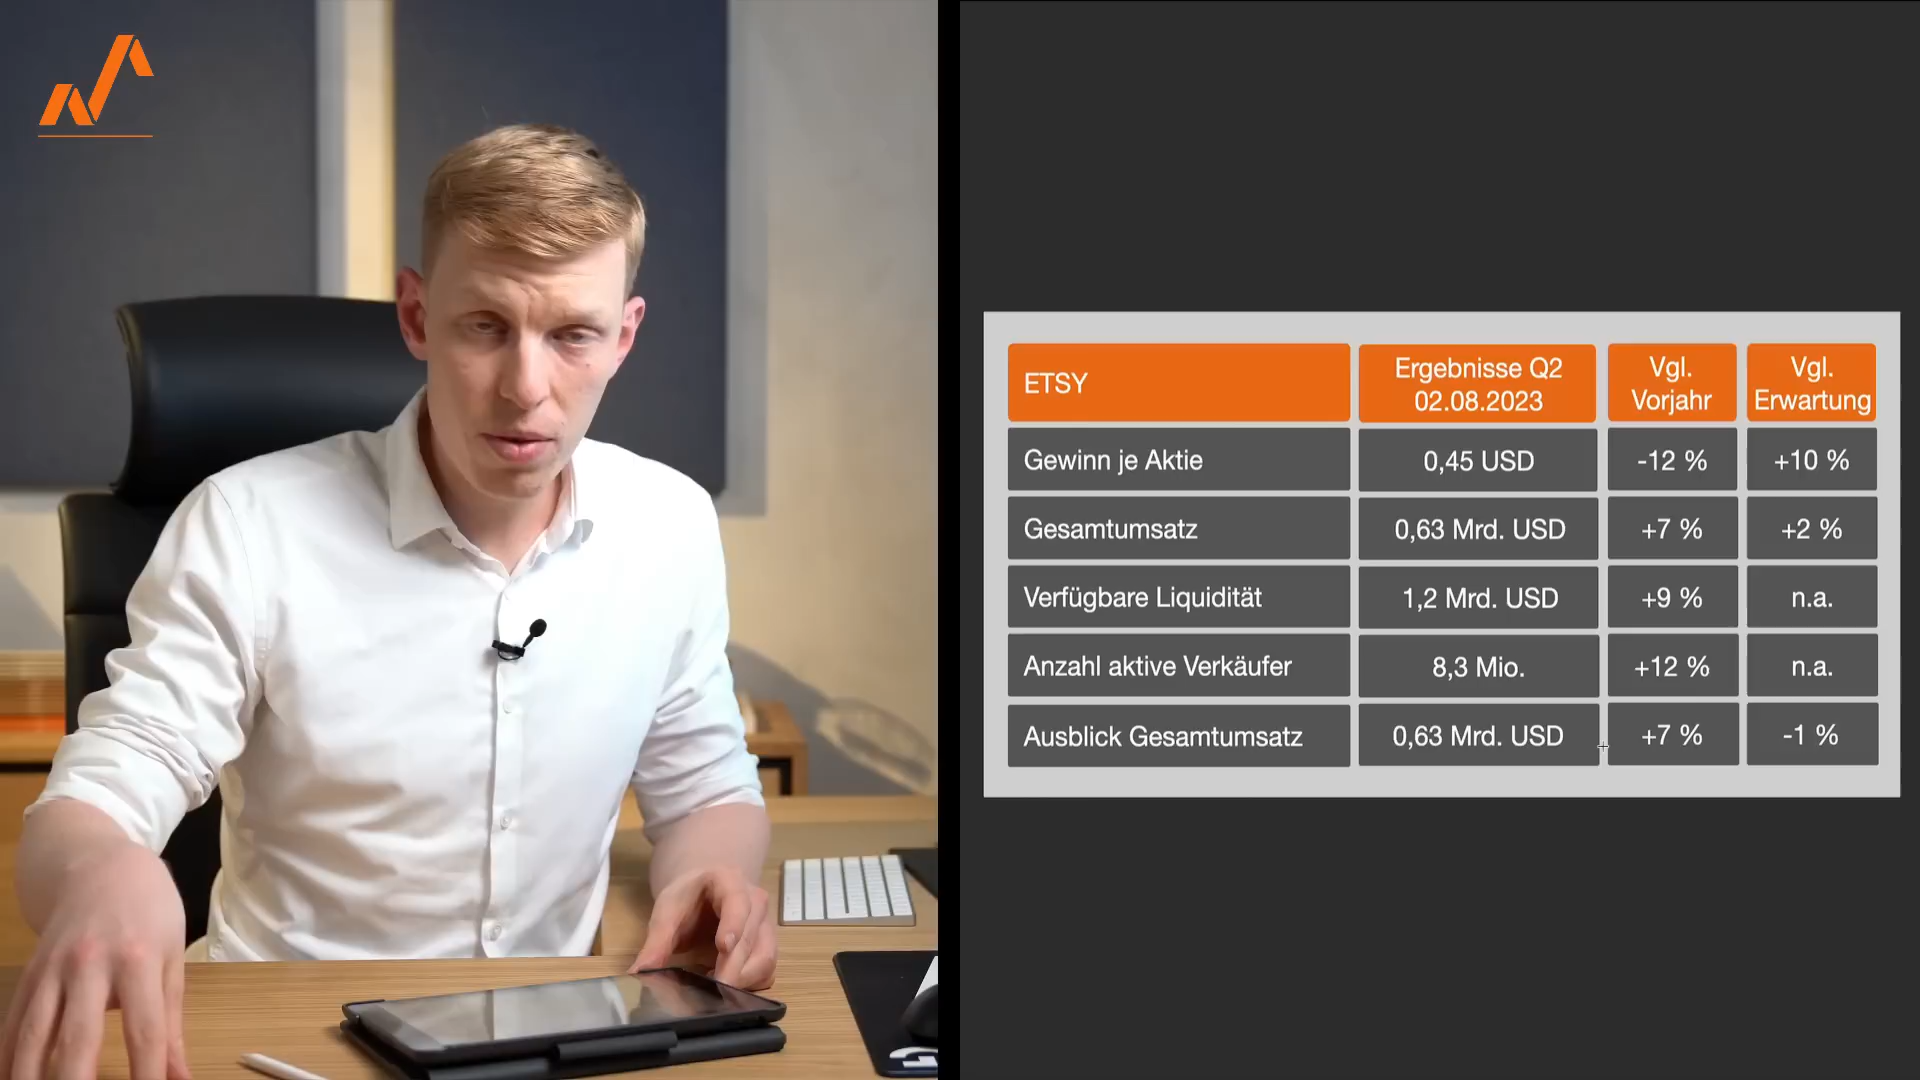 ETSY
Ergebnisse Q2
02.08.2023
Vgl.
Vorjahr
Vgl.
Erwartung
Gewinn je Aktie
0,45 USD
-12 %
+10 %
Gesamtumsatz
0,63 Mrd. USD
+7 %
+2 %
Verfügbare Liquidität
1,2 Mrd. USD
+9 %
n.a.
Anzahl aktive Verkäufer
8,3 Mio.
+12 %
n.a.
Ausblick Gesamtumsatz
0,63 Mrd. USD
+7 %
-1 %